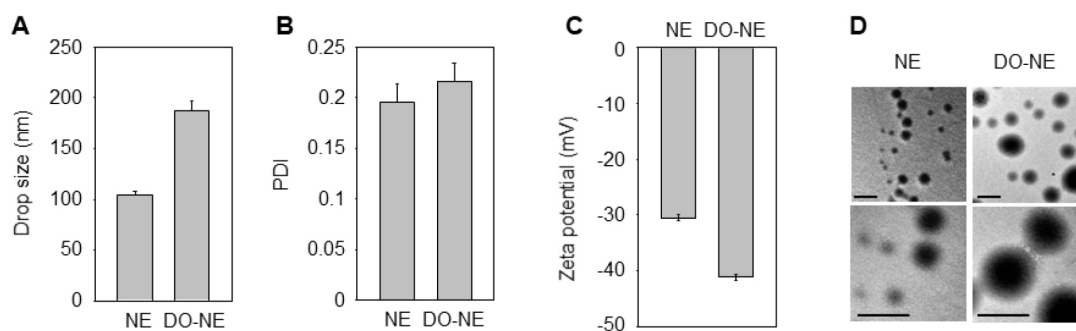 A
Drop size (nm)
250
200
150
100
50
0
NE DO-NE
B
PDI
0.25
0.2
0.15
0.1
0.05
0
NE DO-NE
C
NE DO-NE
Zeta potential (mV)
0
-10
-20
-30
-40
-50
D
NE DO-NE